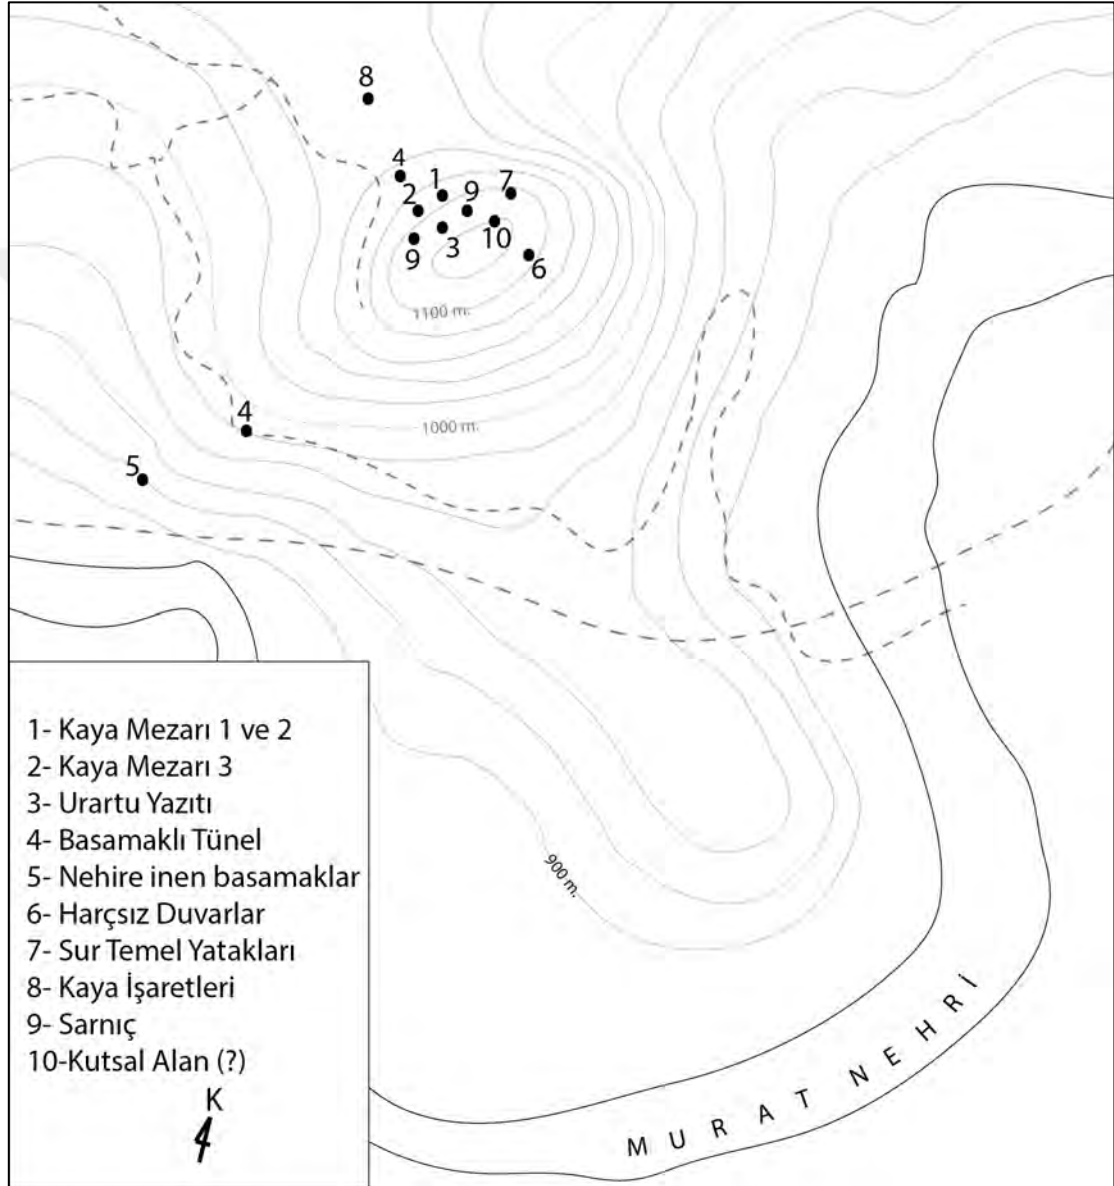 8
4
1
9
7
2
10
3
9
6
1100 m.
4
1000 m.
5
1- Kaya Mezarı 1 ve 2
2- Kaya Mezarı 3
3- Urartu Yazıtı
4- Basamaklı Tünel
5- Nehire inen basamaklar
6- Harçsız Duvarlar
7- Sur Temel Yatakları
8- Kaya İşaretleri
9- Sarnıç
10-Kutsal Alan (?)
K
900 m.
MURAT NEHRİ